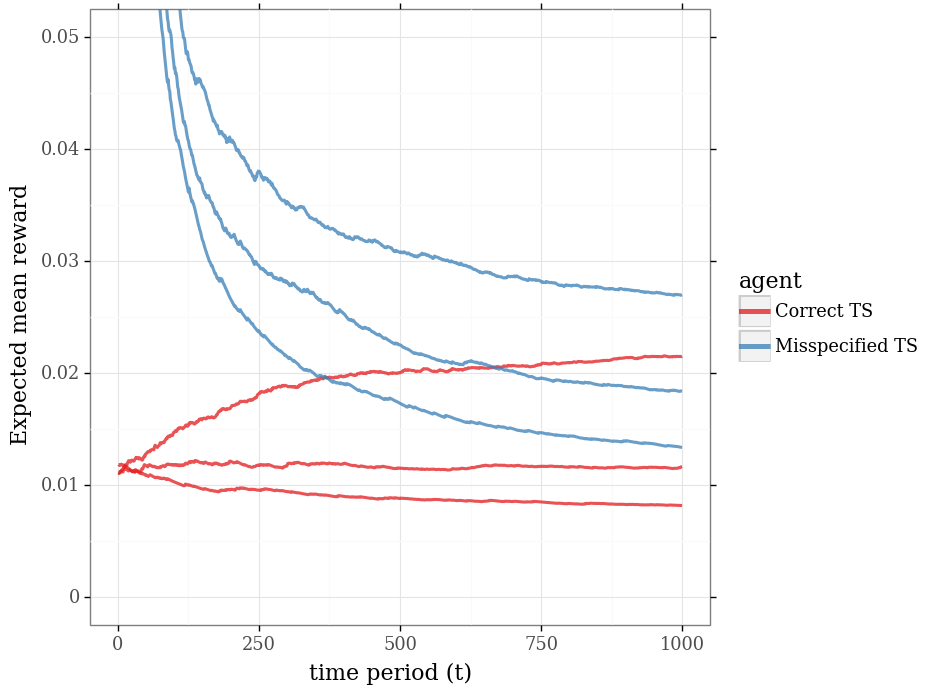 0.05
0.04
0.03
0.02
0.01
0
Expected mean reward
0
250
500
750
1000
time period (t)
agent
Correct TS
Misspecified TS